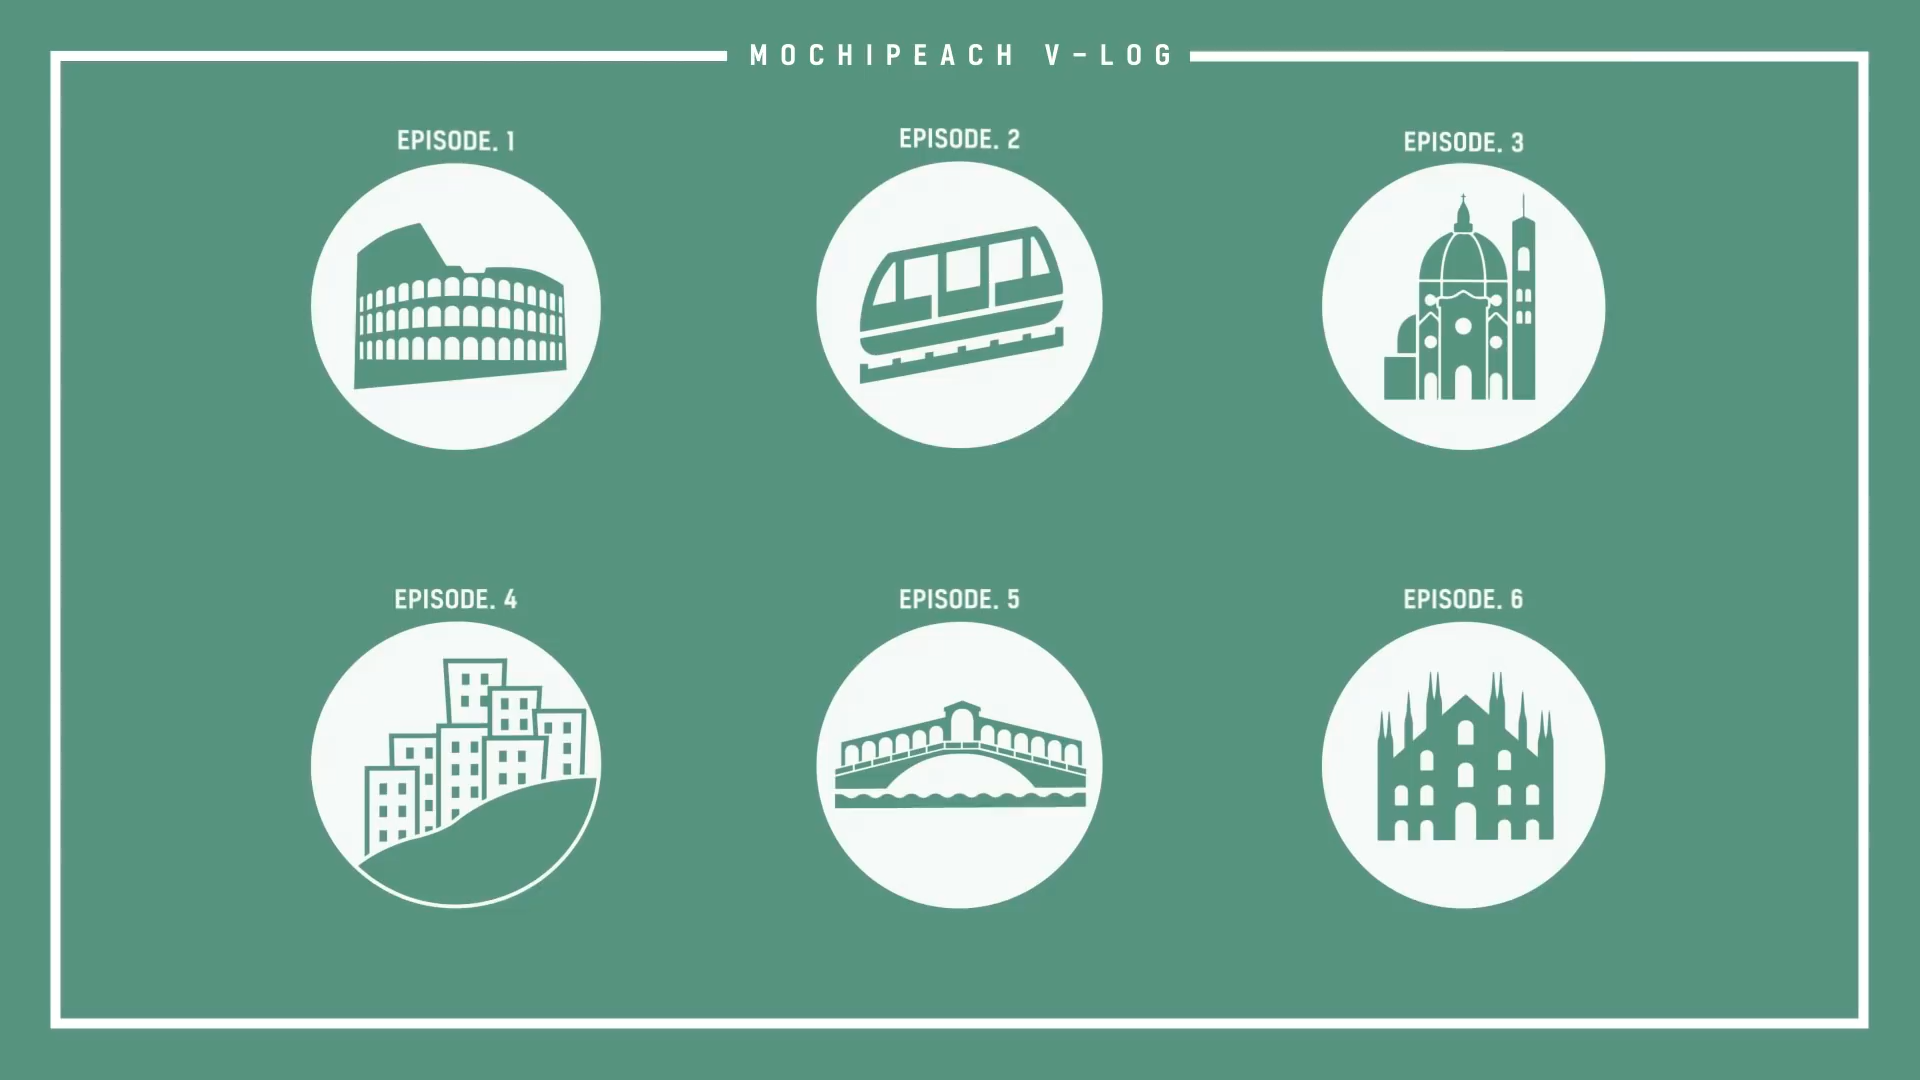 MOCHIPEACH V-LOG
EPISODE. 1
EPISODE. 2
EPISODE. 3
EPISODE. 4
EPISODE. 5
EPISODE. 6